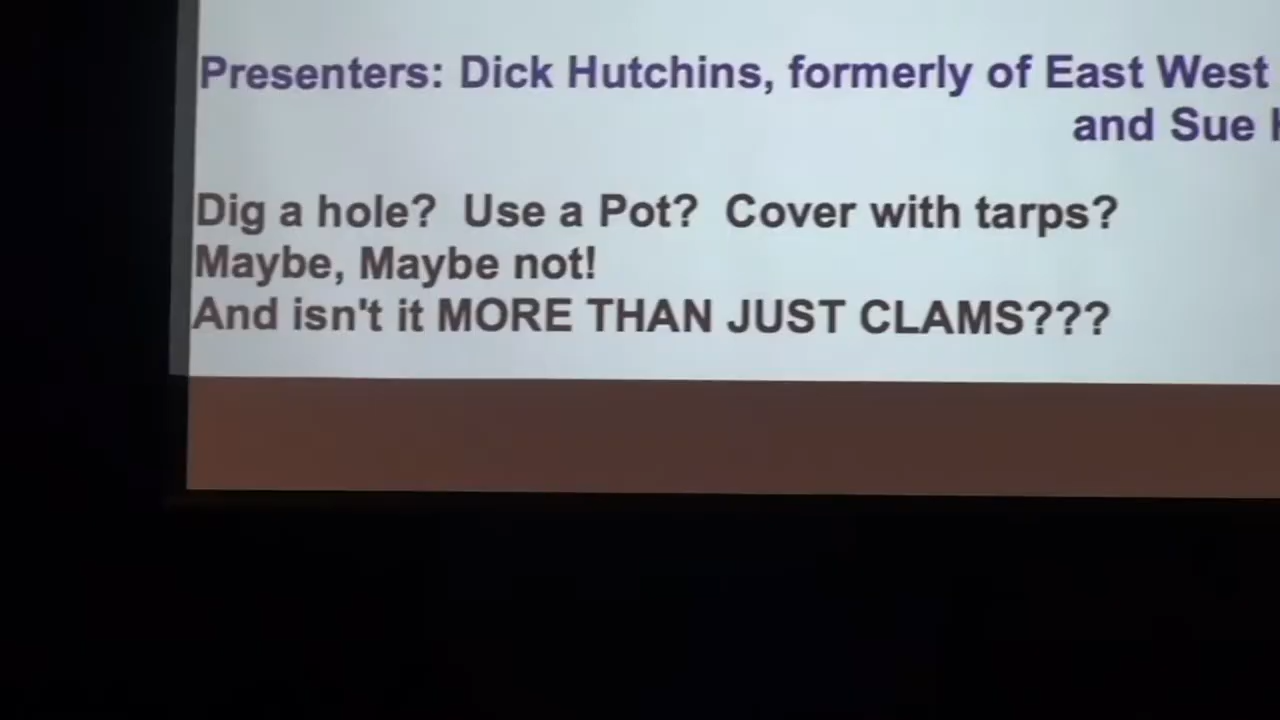 Presenters: Dick Hutchins, formerly of East West
and Sue
Dig a hole? Use a Pot? Cover with tarps?
Maybe, Maybe not!
And isn't it MORE THAN JUST CLAMS???